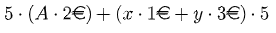 5 · (A · 2€) + (x · 1€ + y · 3€) · 5